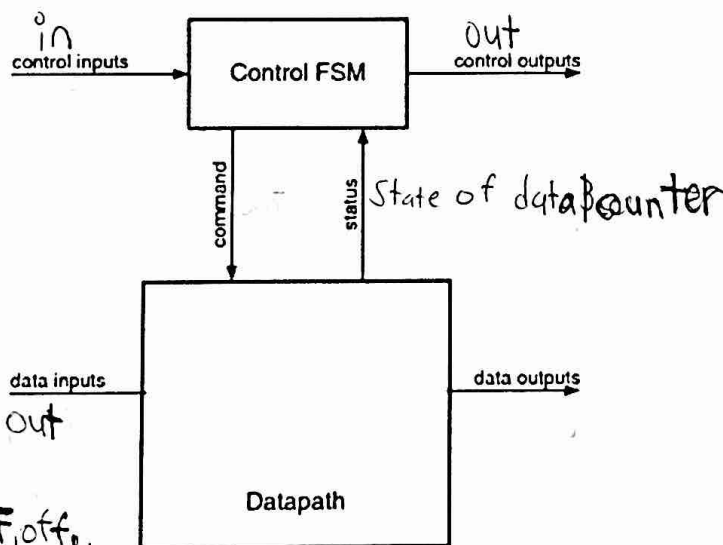 in
control inputs
Control FSM
out
control outputs
command
status
State of data
counter
data inputs
data outputs
out
Datapath